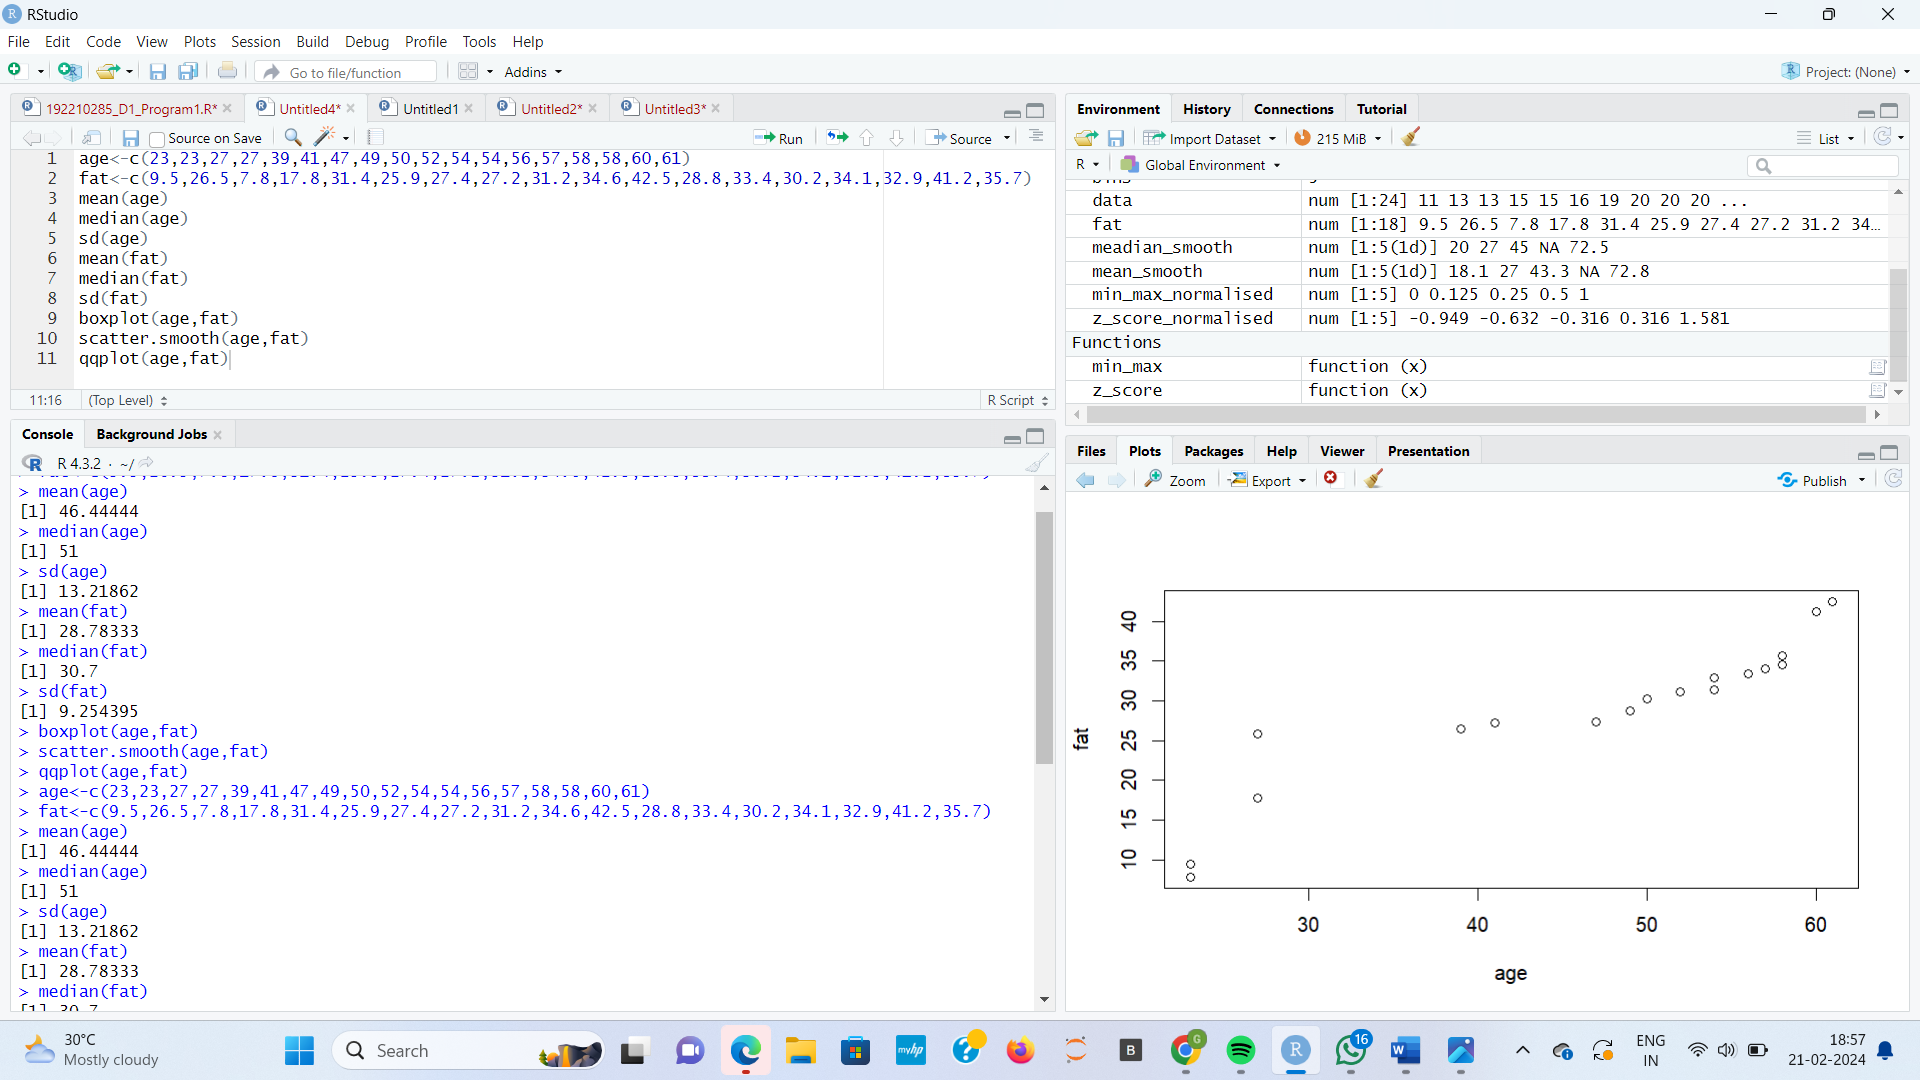 RStudio
File Edit Code View Plots Session Build Debug Profile Tools Help
Go to file/function Addins Project: (None)
192210285_D1_Program1.R* Untitled4* Untitled1 Untitled2* Untitled3*
Source on Save Run Source
1 age<-c(23,23,27,27,39,41,47,49,50,52,54,54,56,57,58,58,60,61)
2 fat<-c(9.5,26.5,7.8,17.8,31.4,25.9,27.4,27.2,31.2,34.6,42.5,28.8,33.4,30.2,34.1,32.9,41.2,35.7)
3 mean(age)
4 median(age)
5 sd(age)
6 mean(fat)
7 median(fat)
8 sd(fat)
9 boxplot(age,fat)
10 scatter.smooth(age,fat)
11 qqplot(age,fat)
11:16 (Top Level) R Script
Console Background Jobs
R 4.3.2 · ~/
> mean(age)
[1] 46.44444
> median(age)
[1] 51
> sd(age)
[1] 13.21862
> mean(fat)
[1] 28.78333
> median(fat)
[1] 30.7
> sd(fat)
[1] 9.254395
> boxplot(age,fat)
> scatter.smooth(age,fat)
> qqplot(age,fat)
> age<-c(23,23,27,27,39,41,47,49,50,52,54,54,56,57,58,58,60,61)
> fat<-c(9.5,26.5,7.8,17.8,31.4,25.9,27.4,27.2,31.2,34.6,42.5,28.8,33.4,30.2,34.1,32.9,41.2,35.7)
> mean(age)
[1] 46.44444
> median(age)
[1] 51
> sd(age)
[1] 13.21862
> mean(fat)
[1] 28.78333
> median(fat)
[1] 30.7
Environment History Connections Tutorial
Import Dataset 215 MiB List
R Global Environment
data num [1:24] 11 13 13 15 15 16 19 20 20 20 ...
fat num [1:18] 9.5 26.5 7.8 17.8 31.4 25.9 27.4 27.2 31.2 34…
meadian_smooth num [1:5(1d)] 20 27 45 NA 72.5
mean_smooth num [1:5(1d)] 18.1 27 43.3 NA 72.8
min_max_normalised num [1:5] 0 0.125 0.25 0.5 1
z_score_normalised num [1:5] -0.949 -0.632 -0.316 0.316 1.581
Functions
min_max function (x)
z_score function (x)
Files Plots Packages Help Viewer Presentation
Zoom Export Publish
fat
40
35
30
25
20
15
10
30 40 50 60
age
30°C
Mostly cloudy
Search
myhp
B
G
R
16
W
ENG
IN
18:57
21-02-2024